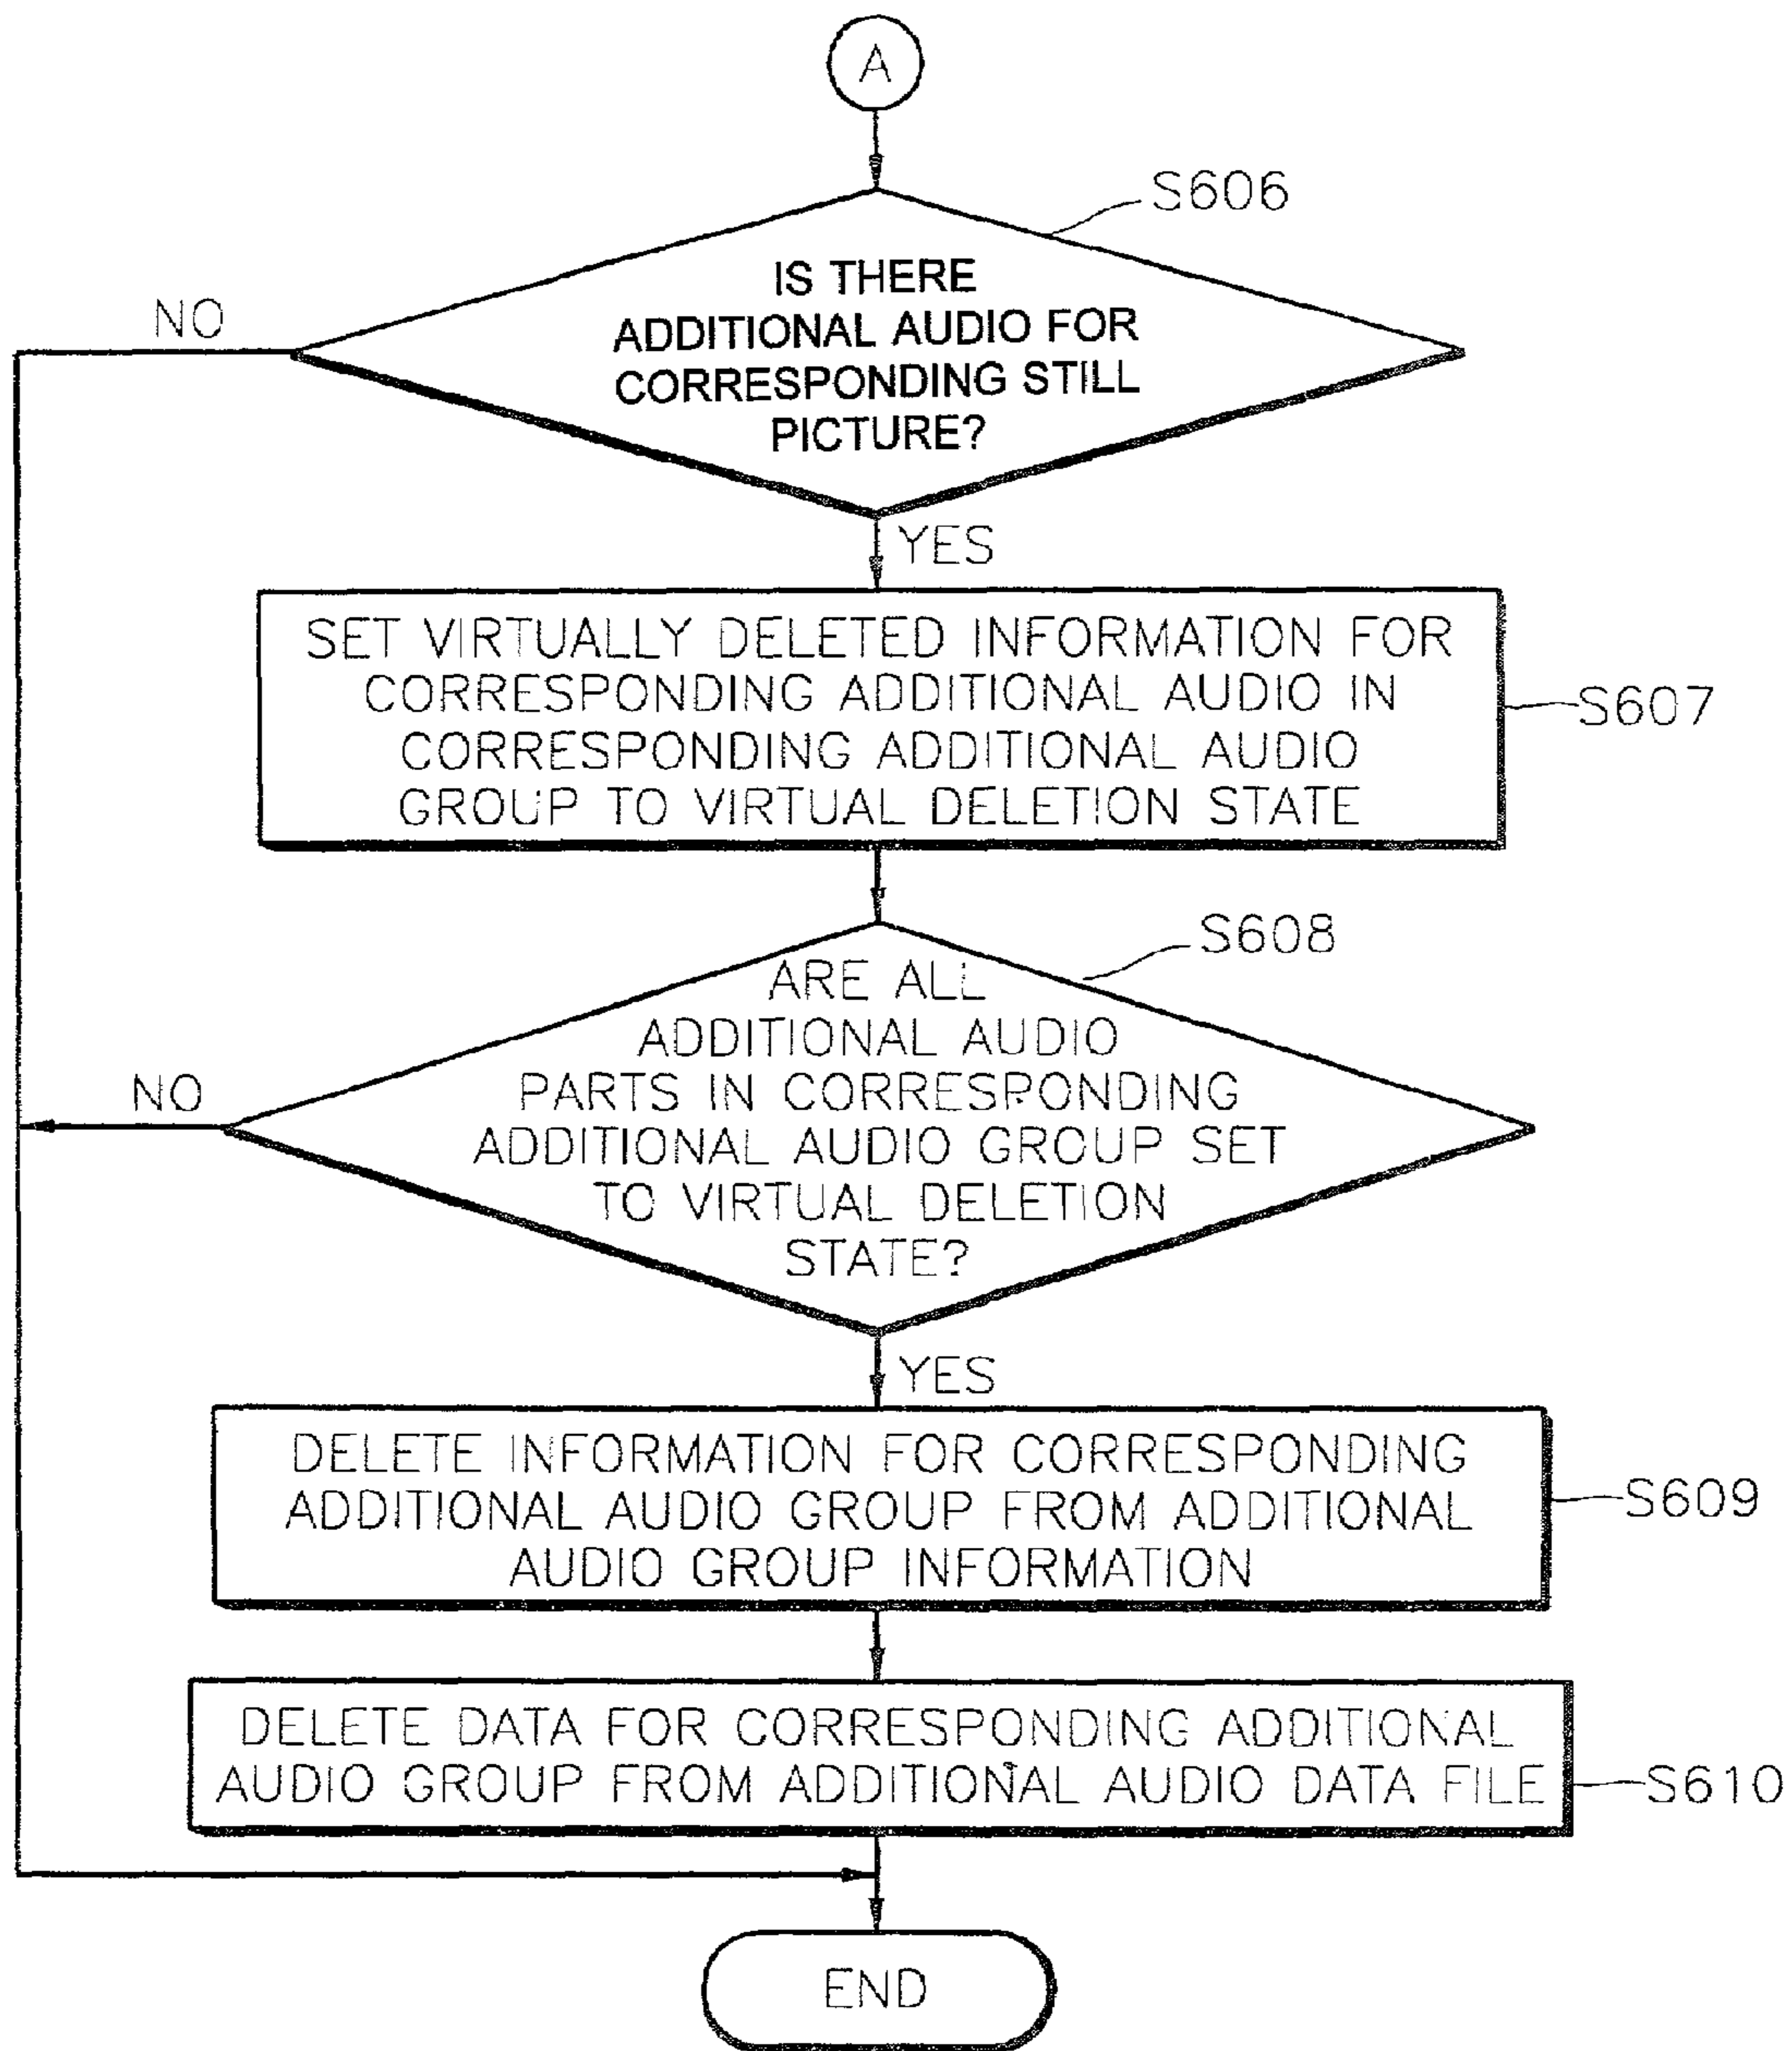 A
S606
IS THERE
ADDITIONAL AUDIO FOR
CORRESPONDING STILL
PICTURE?
NO
YES
SET VIRTUALLY DELETED INFORMATION FOR
CORRESPONDING ADDITIONAL AUDIO IN
CORRESPONDING ADDITIONAL AUDIO
GROUP TO VIRTUAL DELETION STATE
S607
S608
ARE ALL
ADDITIONAL AUDIO
PARTS IN CORRESPONDING
ADDITIONAL AUDIO GROUP SET
TO VIRTUAL DELETION
STATE?
NO
YES
DELETE INFORMATION FOR CORRESPONDING
ADDITIONAL AUDIO GROUP FROM ADDITIONAL
AUDIO GROUP INFORMATION
S609
DELETE DATA FOR CORRESPONDING ADDITIONAL
AUDIO GROUP FROM ADDITIONAL AUDIO DATA FILE
S610
END